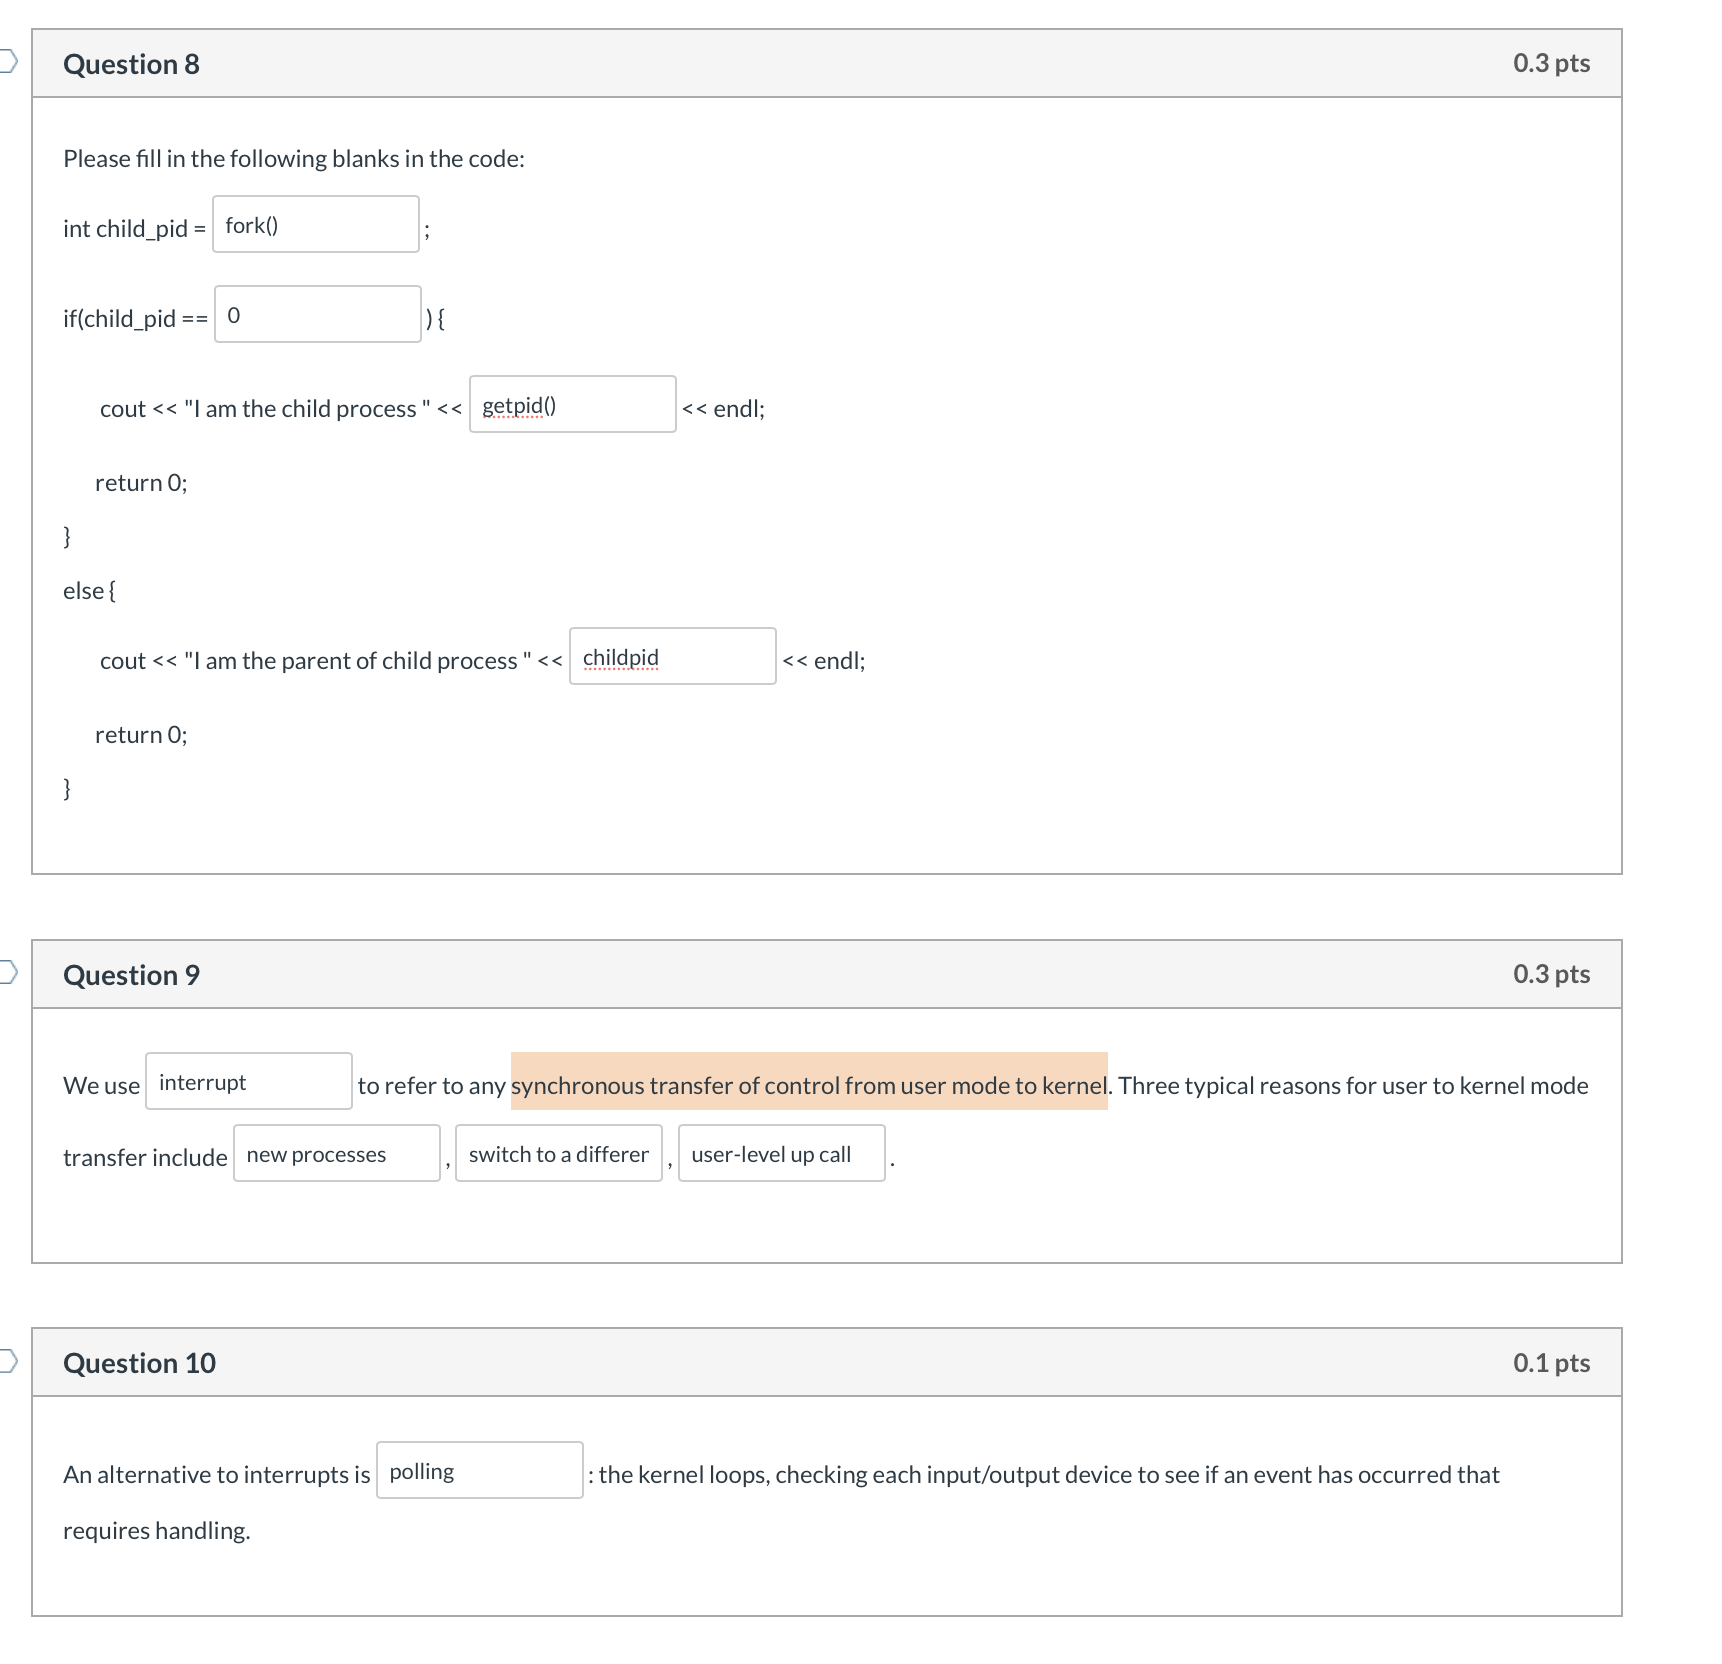 Question 8 0.3 pts
Please fill in the following blanks in the code:
int child_pid = fork() ;
if(child_pid == 0 ) {
cout << "I am the child process " << getpid() << endl;
return 0;
}
else {
cout << "I am the parent of child process " << childpid << endl;
return 0;
}
Question 9 0.3 pts
We use interrupt to refer to any synchronous transfer of control from user mode to kernel. Three typical reasons for user to kernel mode
transfer include new processes , switch to a differer , user-level up call .
Question 10 0.1 pts
An alternative to interrupts is polling : the kernel loops, checking each input/output device to see if an event has occurred that
requires handling.